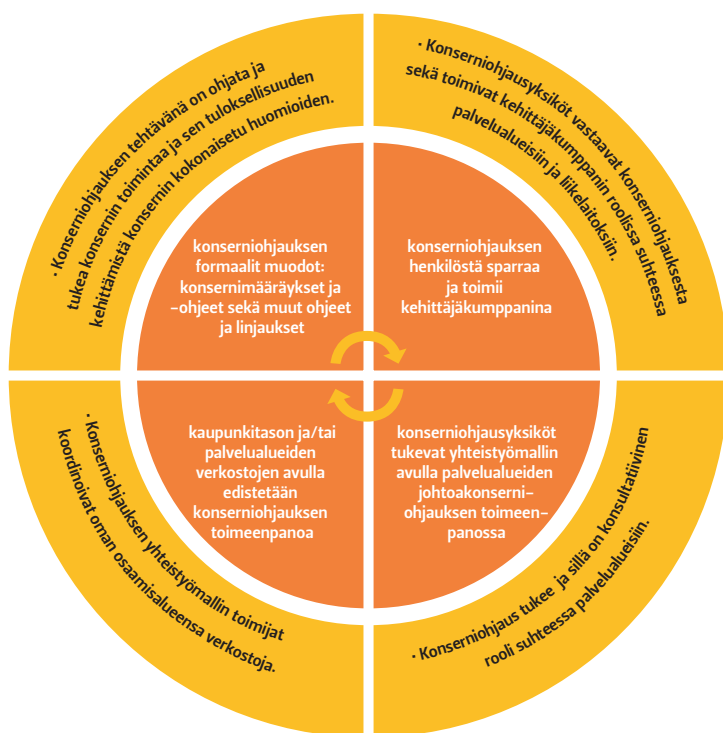 · Konserniohjauksen tehtävänä on ohjata ja
tukea konsernin toimintaa ja sen tuloksellisuuden
kehittämistä konsernin kokonaisetu huomioiden.
· Konserniohjausyksiköt vastaavat konserniohjauksesta
sekä toimivat kehittäjäkumppanin roolissa suhteessa
palvelualueisiin ja liikelaitoksiin.
konserniohjauksen
formaalit muodot:
konsernimääräykset ja
–ohjeet sekä muut ohjeet
ja linjaukset
konserniohjauksen
henkilöstä sparraa
ja toimii
kehittäjäkumppanina
kaupunkitason ja/tai
palvelualueiden
verkostojen avulla
edistetään
konserniohjauksen
toimeenpanoa
konserniohjausyksiköt
tukevat yhteistyömallin
avulla palvelualueiden
johtoakonserni–
ohjauksen toimeen–
panossa
· Konserniohjauksen yhteistyömallin toimijat
koordinoivat oman osaamisalueensa verkostoja.
· Konserniohjaus tukee ja sillä on konsultatiivinen
rooli suhteessa palvelualueisiin.